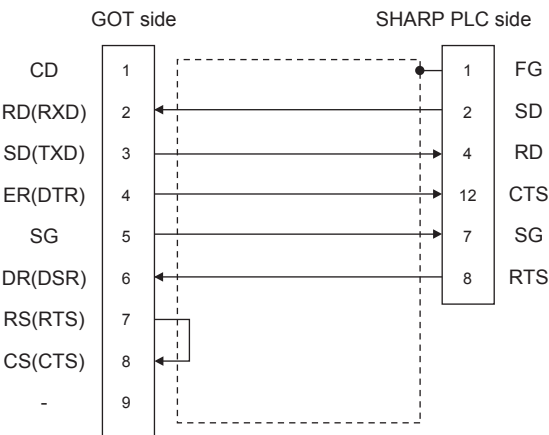 GOT side SHARP PLC side
CD 1 1 FG
RD(RXD) 2 2 SD
SD(TXD) 3 4 RD
ER(DTR) 4 12 CTS
SG 5 7 SG
DR(DSR) 6 8 RTS
RS(RTS) 7
CS(CTS) 8
- 9